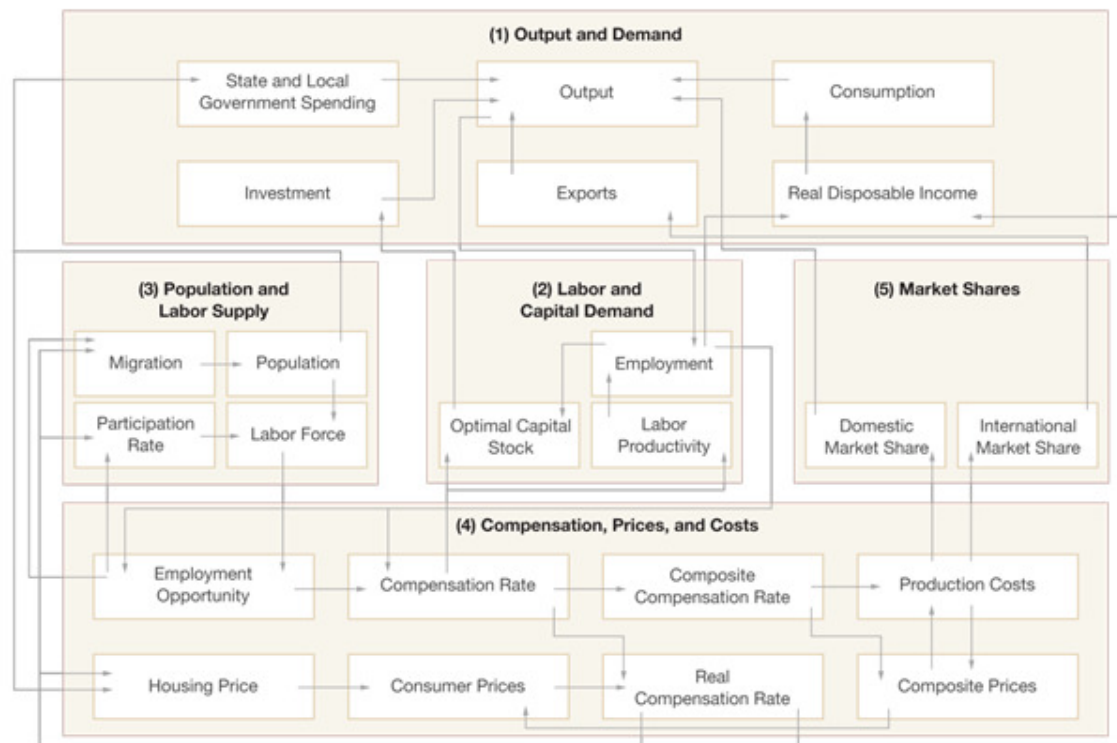 (1) Output and Demand
State and Local
Government Spending
Output
Consumption
Investment
Exports
Real Disposable Income
(3) Population and
Labor Supply
Migration
Population
Participation
Rate
Labor Force
(2) Labor and
Capital Demand
Employment
Optimal Capital
Stock
Labor
Productivity
(5) Market Shares
Domestic
Market Share
International
Market Share
(4) Compensation, Prices, and Costs
Employment
Opportunity
Compensation Rate
Composite
Compensation Rate
Production Costs
Housing Price
Consumer Prices
Real
Compensation Rate
Composite Prices